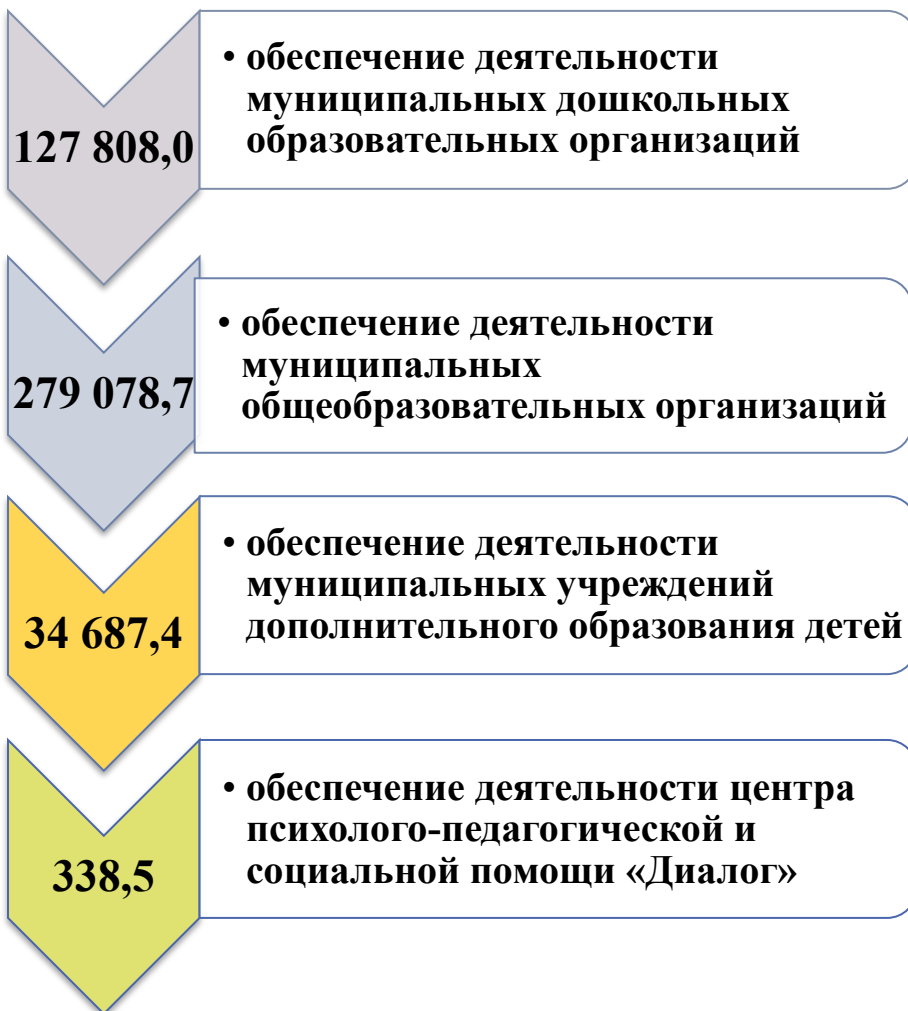 127 808,0
• обеспечение деятельности
муниципальных дошкольных
образовательных организаций
279 078,7
• обеспечение деятельности
муниципальных
общеобразовательных организаций
34 687,4
• обеспечение деятельности
муниципальных учреждений
дополнительного образования детей
338,5
• обеспечение деятельности центра
психолого-педагогической и
социальной помощи «Диалог»